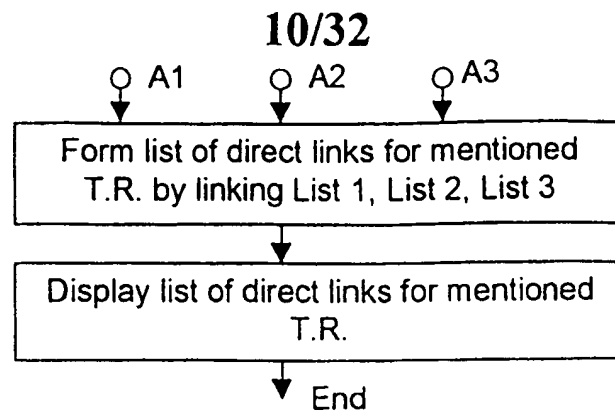 10/32
A1 A2 A3
Form list of direct links for mentioned
T.R. by linking List 1, List 2, List 3
Display list of direct links for mentioned
T.R.
End